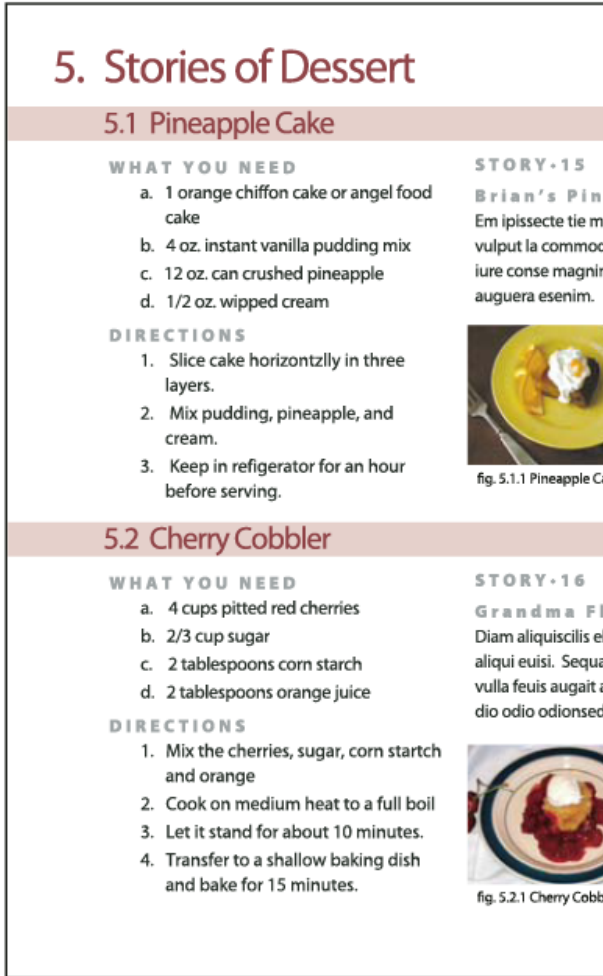 5. Stories of Dessert
5.1 Pineapple Cake
WHAT YOU NEED
a. 1 orange chiffon cake or angel food
cake
b. 4 oz. instant vanilla pudding mix
c. 12 oz. can crushed pineapple
d. 1/2 oz. wipped cream
DIRECTIONS
1. Slice cake horizontzlly in three
layers.
2. Mix pudding, pineapple, and
cream.
3. Keep in refigerator for an hour
before serving.
STORY•15
Brian's Pin
Em ipissecte tie m
vulput la commod
iure conse magnin
auguera esenim.
fig. 5.1.1 Pineapple Ca
5.2 Cherry Cobbler
WHAT YOU NEED
a. 4 cups pitted red cherries
b. 2/3 cup sugar
c. 2 tablespoons corn starch
d. 2 tablespoons orange juice
DIRECTIONS
1. Mix the cherries, sugar, corn startch
and orange
2. Cook on medium heat to a full boil
3. Let it stand for about 10 minutes.
4. Transfer to a shallow baking dish
and bake for 15 minutes.
STORY•16
Grandma Fl
Diam aliquiscilis el
aliqui euisi. Sequa
vulla feuis augait a
dio odio odionsed
fig. 5.2.1 Cherry Cobb